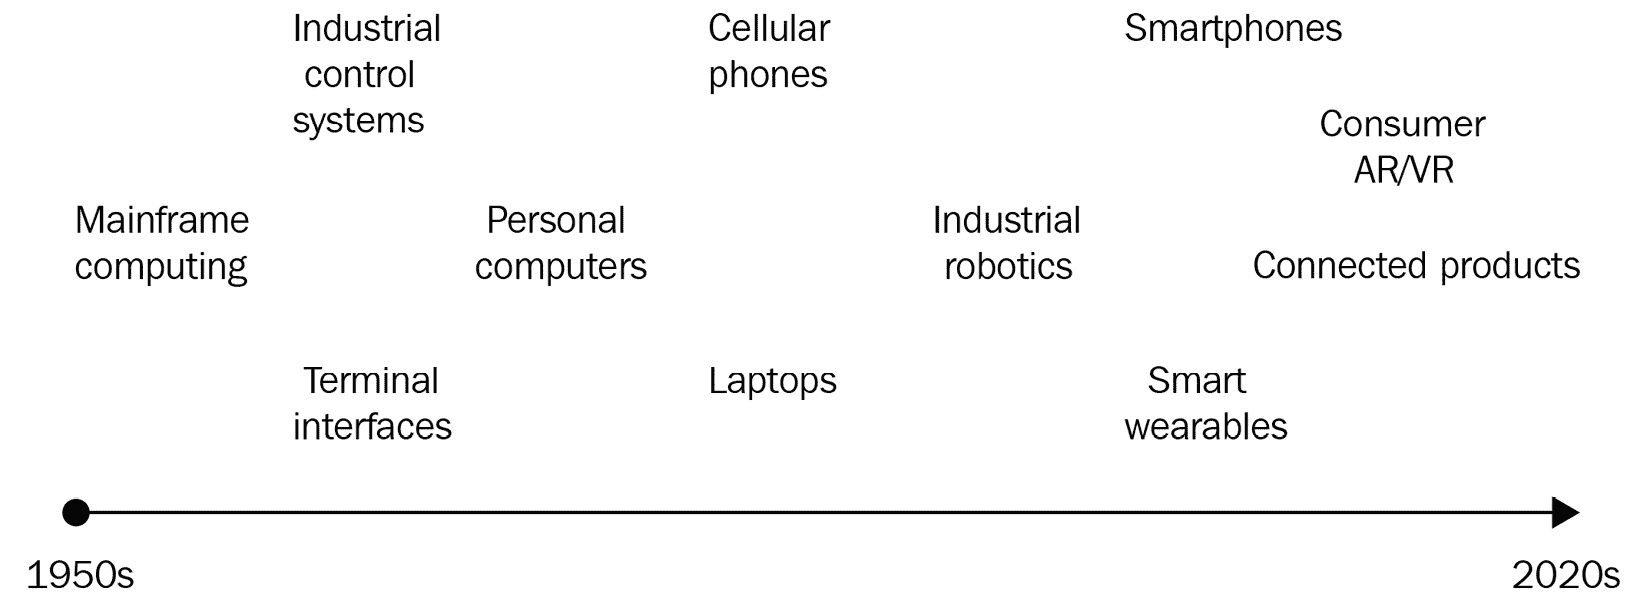 Industrial
control
systems
Cellular
phones
Smartphones
Consumer
AR/VR
Mainframe
computing
Personal
computers
Industrial
robotics
Connected products
Terminal
interfaces
Laptops
Smart
wearables
1950s
2020s